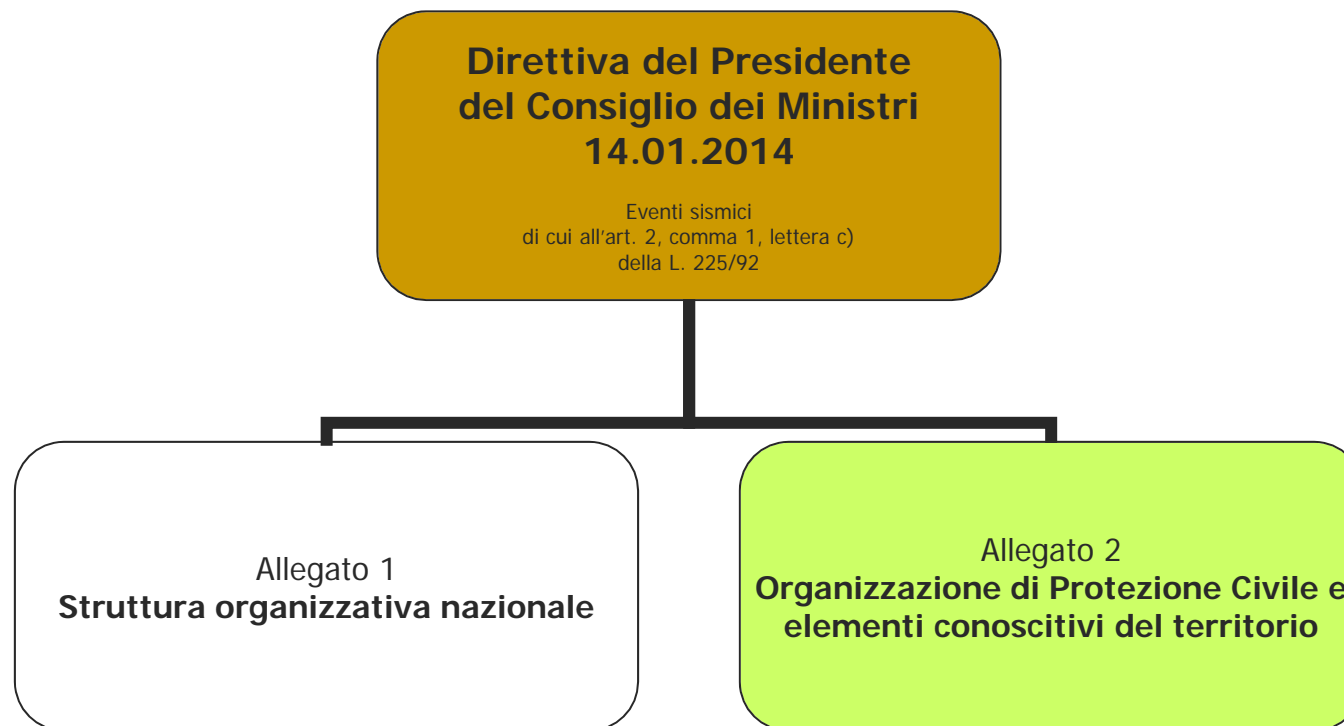 Direttiva del Presidente
del Consiglio dei Ministri
14.01.2014
Eventi sismici
di cui all'art. 2, comma 1, lettera c)
della L. 225/92
Allegato 1
Struttura organizzativa nazionale
Allegato 2
Organizzazione di Protezione Civile e
elementi conoscitivi del territorio